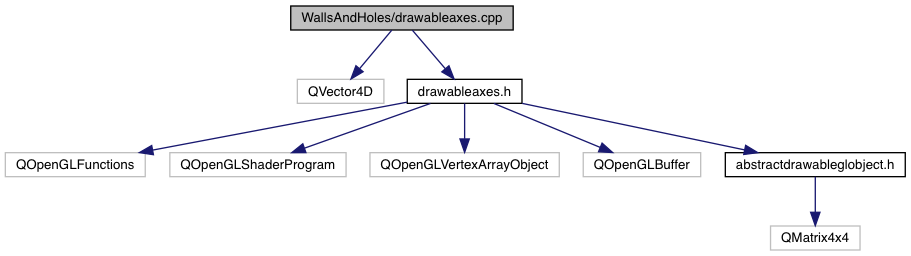 WallsAndHoles/drawableaxes.cpp
QVector4D
drawableaxes.h
QOpenGLFunctions
QOpenGLShaderProgram
QOpenGLVertexArrayObject
QOpenGLBuffer
abstractdrawableglobject.h
QMatrix4x4